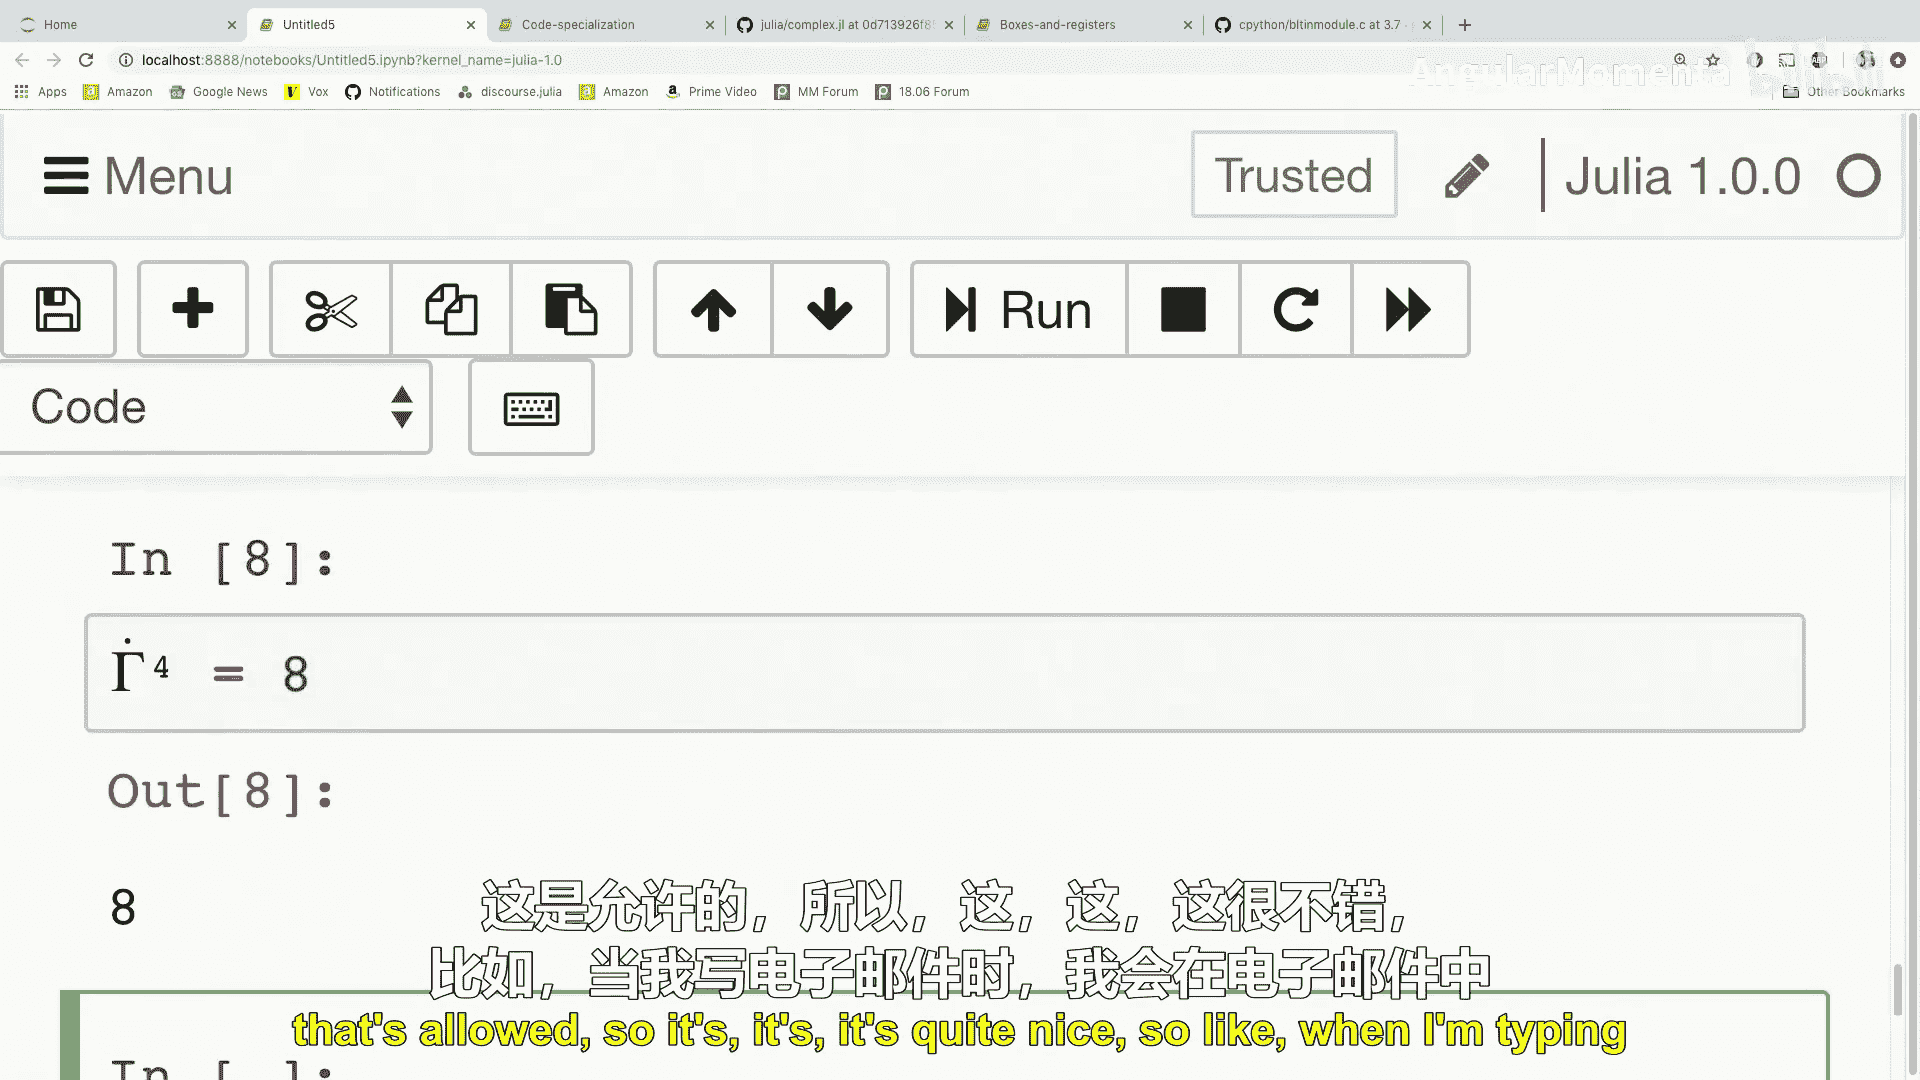 Home
Untitled5
Code-specialization
julia/complex.jl at 0d713926f8
Boxes-and-registers
cpython/bltinmodule.c at 3.7 ·
localhost:8888/notebooks/Untitled5.ipynb?kernel_name=julia-1.0
AngularMomenta
Apps
Amazon
Google News
Vox
Notifications
discourse.julia
Amazon
Prime Video
MM Forum
18.06 Forum
Other Bookmarks
Menu
Trusted
Julia 1.0.0
Run
Code
In [8]:
Γ̇⁴ = 8
Out[8]:
8
这是允许的，所以，这，这，这很不错，
比如，当我写电子邮件时，我会在电子邮件中
that's allowed, so it's, it's, it's quite nice, so like, when I'm typing
In [ ]: